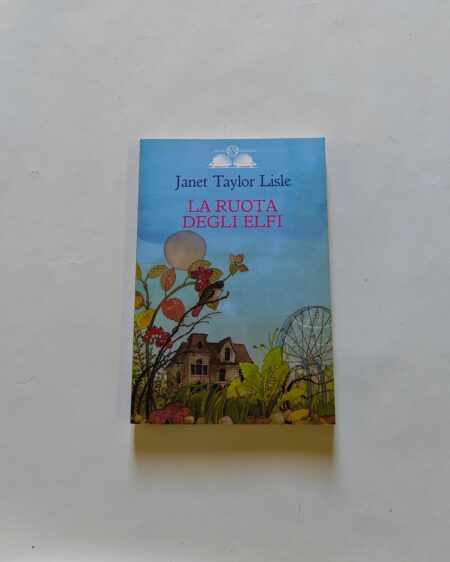 Janet Taylor Lisle
LA RUOTA
DEGLI ELFI